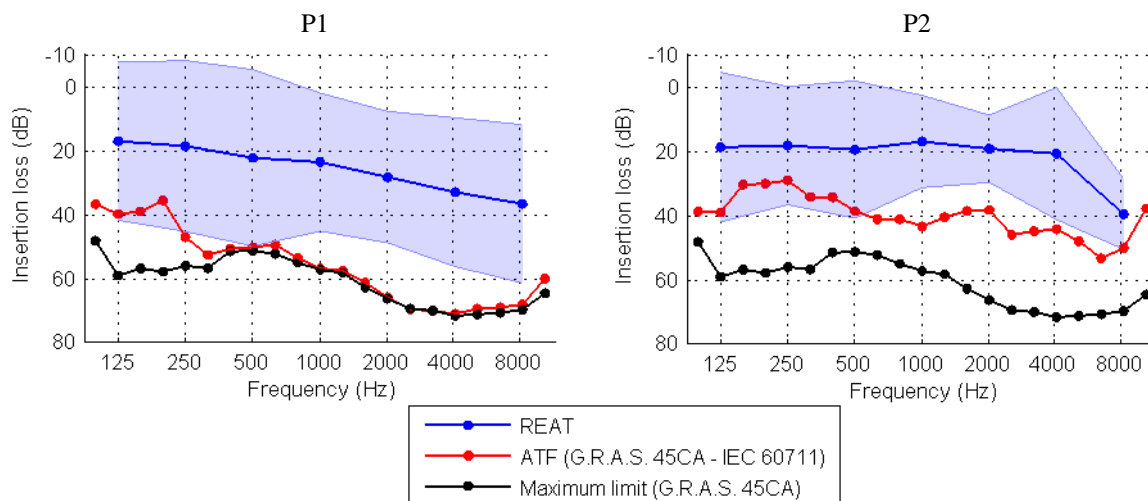 P1
P2
-10
0
20
40
60
80
Insertion loss (dB)
125 250 500 1000 2000 4000 8000
Frequency (Hz)
-10
0
20
40
60
80
Insertion loss (dB)
125 250 500 1000 2000 4000 8000
Frequency (Hz)
REAT
ATF (G.R.A.S. 45CA - IEC 60711)
Maximum limit (G.R.A.S. 45CA)